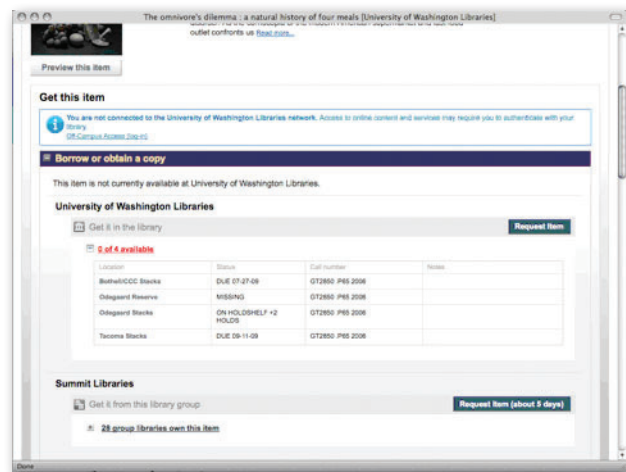 The omnivore's dilemma : a natural history of four meals [University of Washington Libraries]
outlet confronts us Read more...
Preview this item
Get this item
You are not connected to the University of Washington Libraries network. Access to online content and services may require you to authenticate with your
library.
Off-Campus Access (log-in)
Borrow or obtain a copy
This item is not currently available at University of Washington Libraries.
University of Washington Libraries
Get it in the library
Request Item
0 of 4 available
Location Status Call number Notes
Bothell/CCC Stacks DUE 07-27-09 GT2850 .P65 2006
Odegaard Reserve MISSING GT2850 .P65 2006
Odegaard Stacks ON HOLDSHELF +2 GT2850 .P65 2006
HOLDS
Tacoma Stacks DUE 09-11-09 GT2850 .P65 2006
Summit Libraries
Get it from this library group
Request Item (about 5 days)
28 group libraries own this item
Done